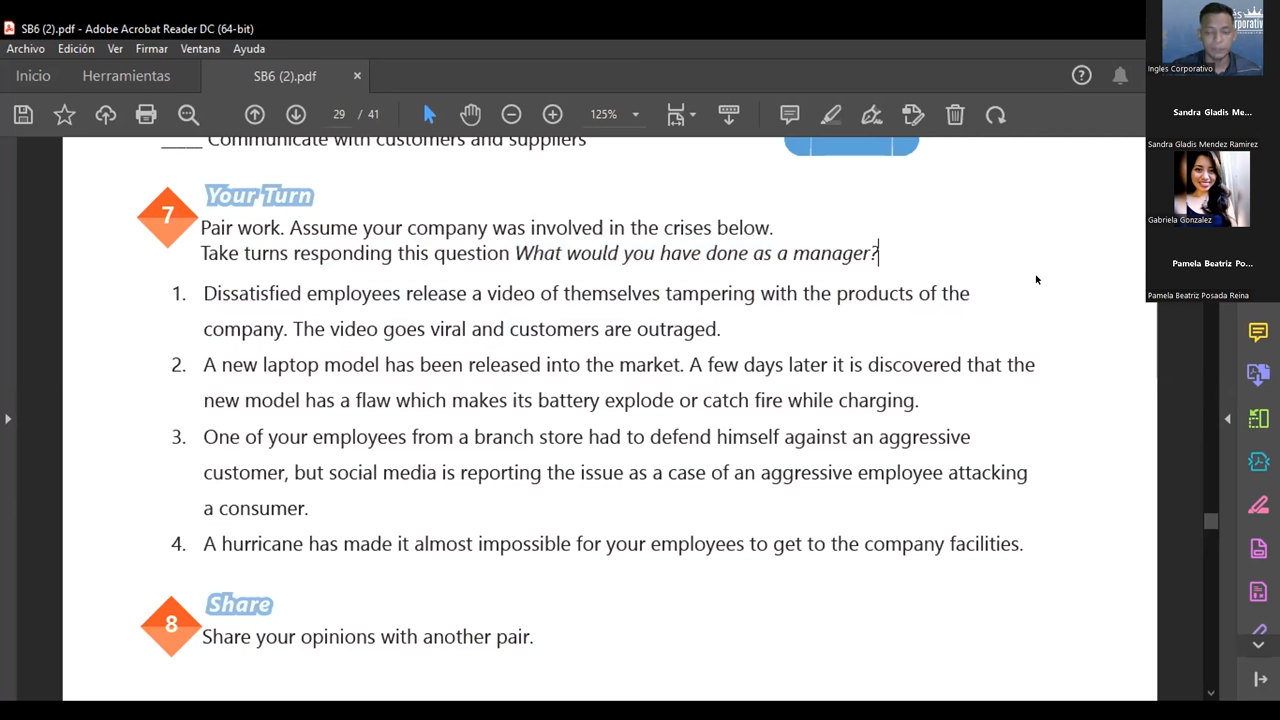 SB6 (2).pdf - Adobe Acrobat Reader DC (64-bit)
Archivo Edición Ver Firmar Ventana Ayuda
Inicio Herramientas SB6 (2).pdf ×
29 / 41 125%
_____ Communicate with customers and suppliers
7 Your Turn
Pair work. Assume your company was involved in the crises below.
Take turns responding this question What would you have done as a manager?
1. Dissatisfied employees release a video of themselves tampering with the products of the
company. The video goes viral and customers are outraged.
2. A new laptop model has been released into the market. A few days later it is discovered that the
new model has a flaw which makes its battery explode or catch fire while charging.
3. One of your employees from a branch store had to defend himself against an aggressive
customer, but social media is reporting the issue as a case of an aggressive employee attacking
a consumer.
4. A hurricane has made it almost impossible for your employees to get to the company facilities.
8 Share
Share your opinions with another pair.
Ingles Corporativo
Sandra Gladis Me...
Sandra Gladis Mendez Ramirez
Gabriela Gonzalez
Pamela Beatriz Po...
Pamela Beatriz Posada Reina